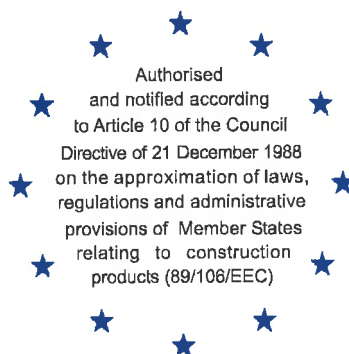 Authorised
and notified according
to Article 10 of the Council
Directive of 21 December 1988
on the approximation of laws,
regulations and administrative
provisions of Member States
relating to construction
products (89/106/EEC)